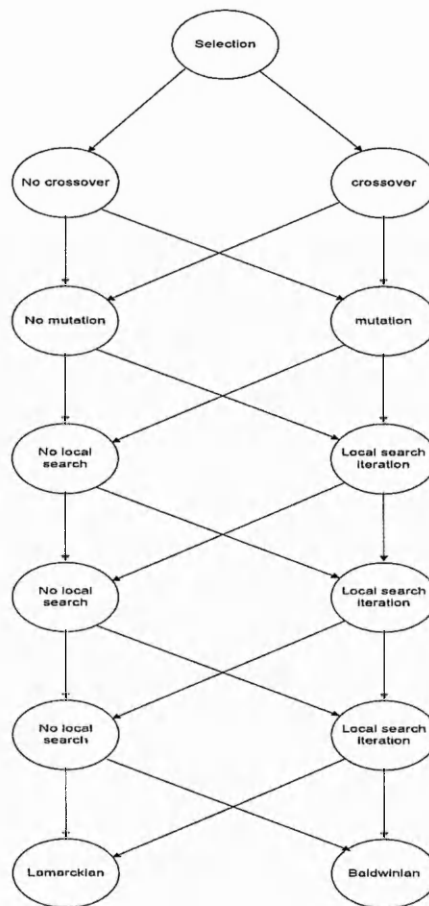 Selection
No crossover
crossover
No mutation
mutation
No local
search
Local search
iteration
No local
search
Local search
iteration
No local
search
Local search
iteration
Lamarckian
Baldwinian